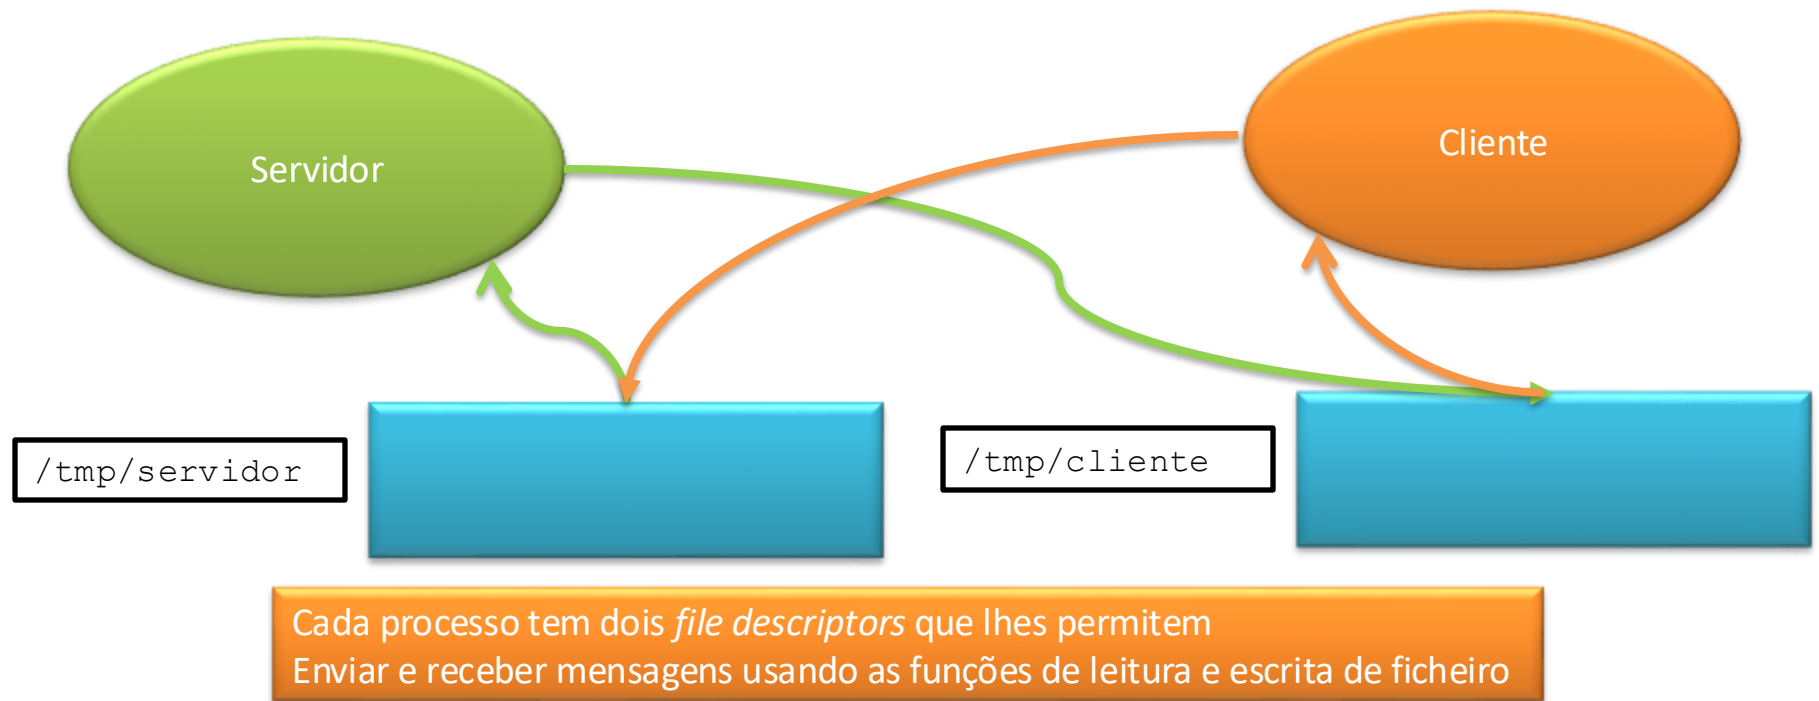 Servidor
Cliente
/tmp/servidor
/tmp/cliente
Cada processo tem dois file descriptors que lhes permitem
Enviar e receber mensagens usando as funções de leitura e escrita de ficheiro